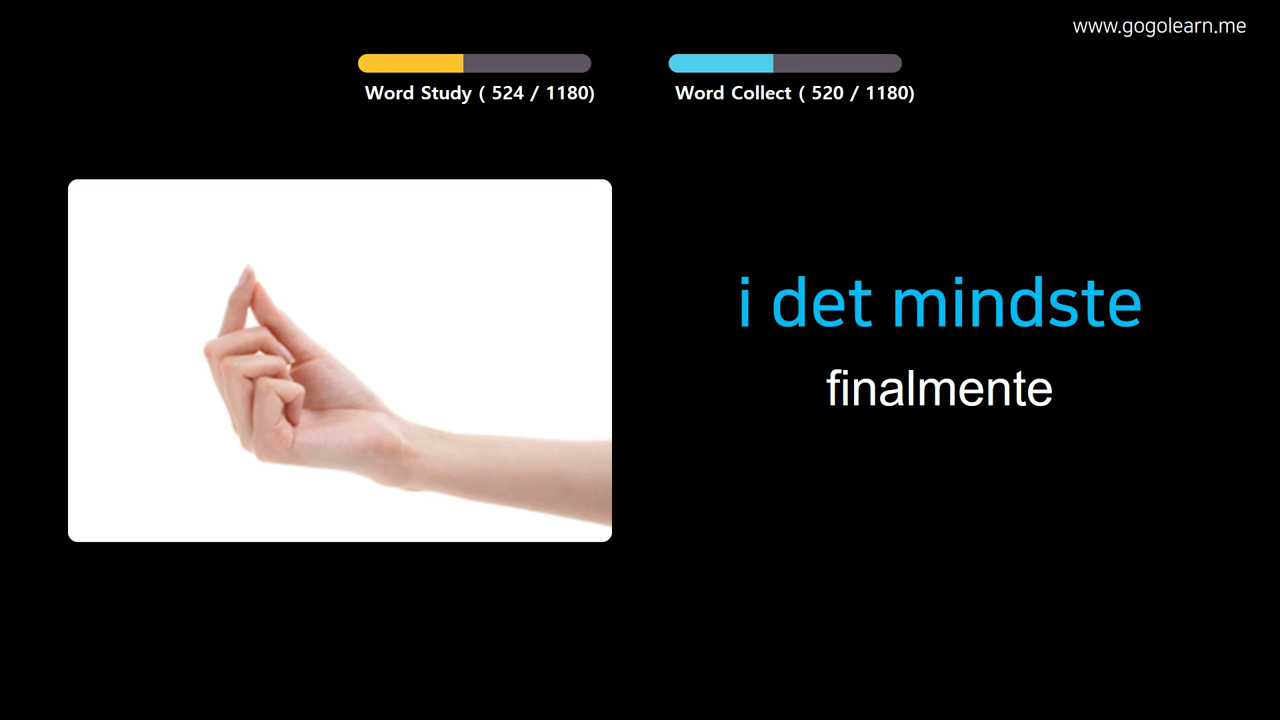 www.gogolearn.me
Word Study ( 524 / 1180)
Word Collect ( 520 / 1180)
i det mindste
finalmente